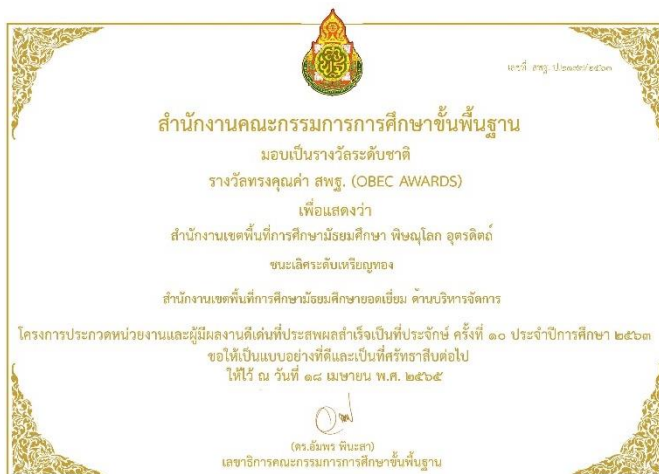 สำนักงานคณะกรรมการการศึกษาขั้นพื้นฐาน
มอบเป็นรางวัลระดับชาติ
รางวัลทรงคุณค่า สพฐ. (OBEC AWARDS)
เพื่อแสดงว่า
สำนักงานเขตพื้นที่การศึกษามัธยมศึกษา พิษณุโลก อุตรดิตถ์
ชนะเลิศระดับเหรียญทอง
สำนักงานเขตพื้นที่การศึกษามัธยมศึกษายอดเยี่ยม ด้านบริหารจัดการ
โครงการประกวดหน่วยงานและผู้มีผลงานดีเด่นที่ประสพผลสำเร็จเป็นที่ประจักษ์ ครั้งที่ ๑๐ ประจำปีการศึกษา ๒๕๖๓
ขอให้เป็นแบบอย่างที่ดีและเป็นที่ศรัทธาสืบต่อไป
ให้ไว้ ณ วันที่ ๑๘ เมษายน พ.ศ. ๒๕๖๕
(ดร.อัมพร พินะสา)
เลขาธิการคณะกรรมการการศึกษาขั้นพื้นฐาน